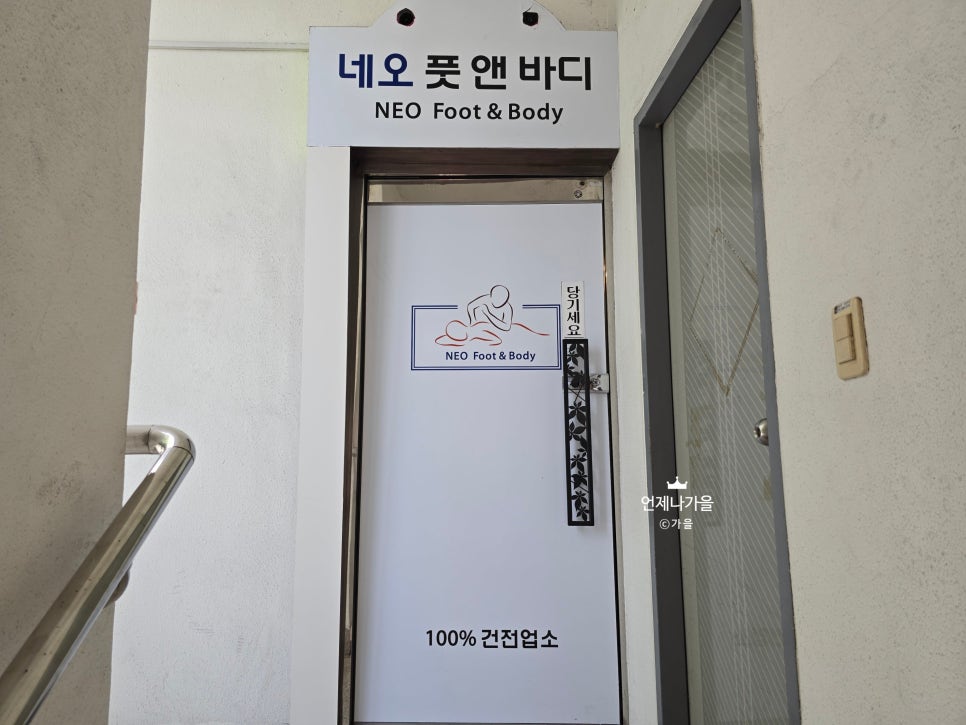 네오 풋 앤 바디
NEO Foot & Body
당기세요
NEO Foot & Body
100% 건전업소
언제나가을
©가을